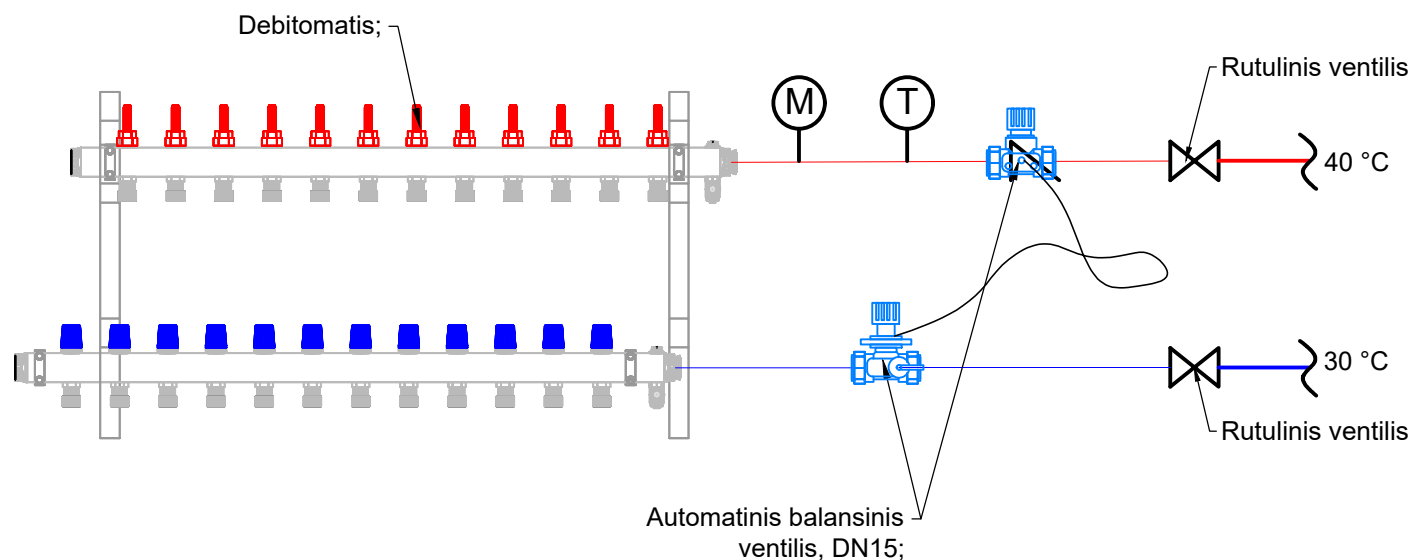 Debitomatis;
Rutulinis ventilis
M
T
40 °C
30 °C
Rutulinis ventilis
Automatinis balansinis
ventilis, DN15;